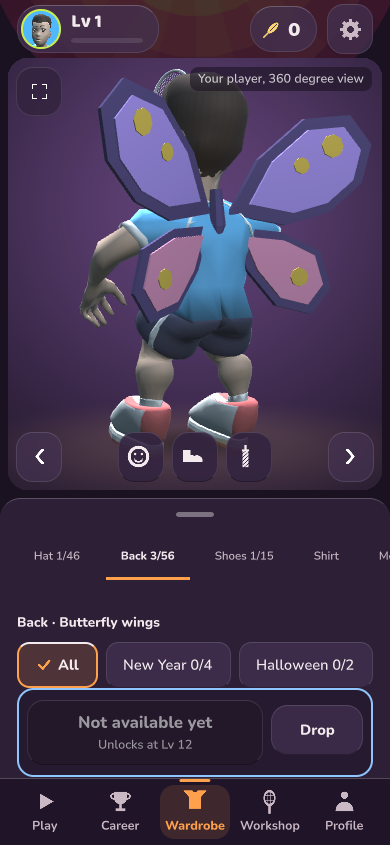 Lv 1
0
Your player, 360 degree view
Hat 1/46
Back 3/56
Shoes 1/15
Shirt
Back · Butterfly wings
All
New Year 0/4
Halloween 0/2
Not available yet
Unlocks at Lv 12
Drop
Play
Career
Wardrobe
Workshop
Profile